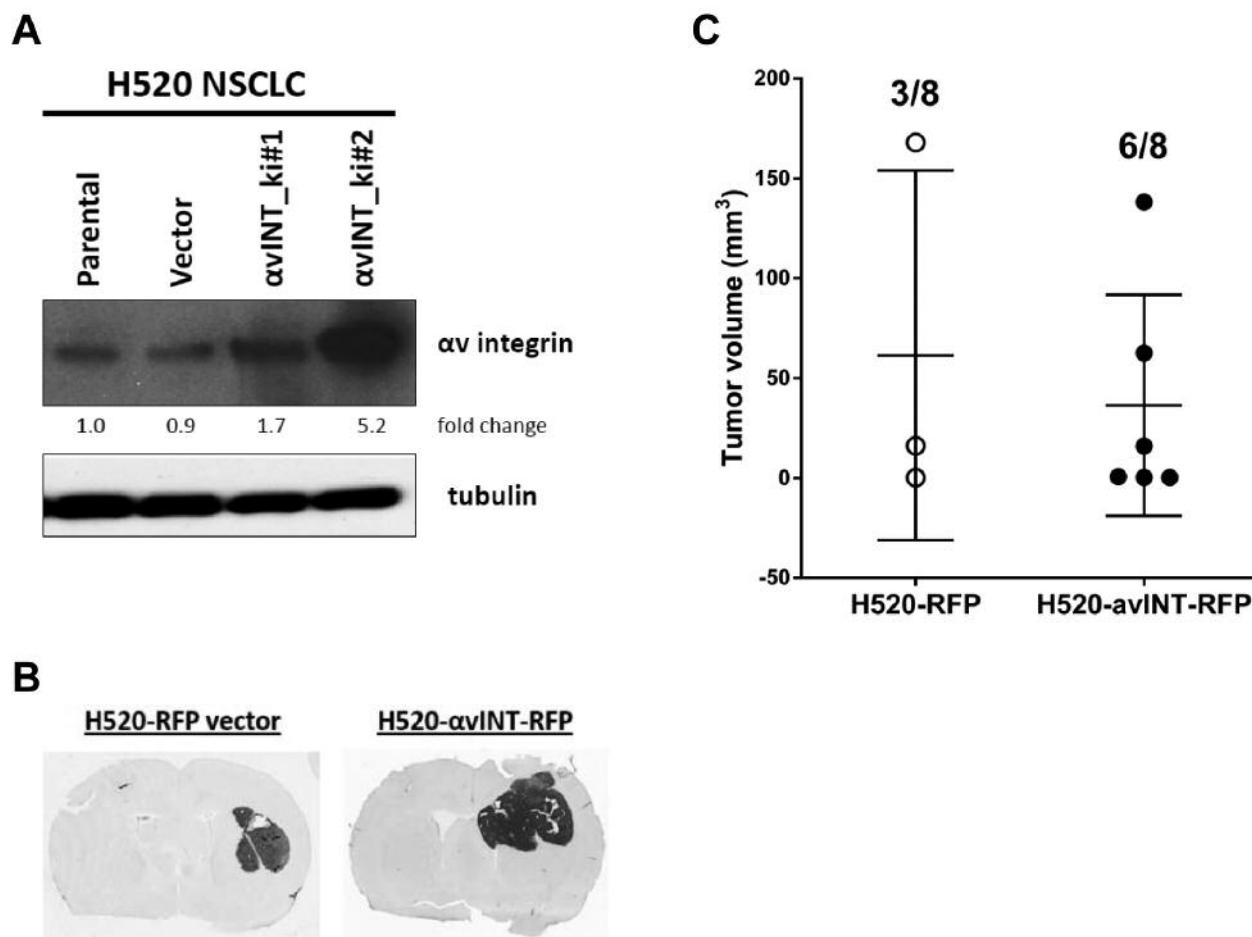 A
H520 NSCLC
Parental
Vector
αvINT_ki#1
αvINT_ki#2
αv integrin
1.0 0.9 1.7 5.2 fold change
tubulin
B
H520-RFP vector
H520-αvINT-RFP
C
Tumor volume (mm³)
200
150
100
50
0
-50
3/8
6/8
H520-RFP
H520-avINT-RFP